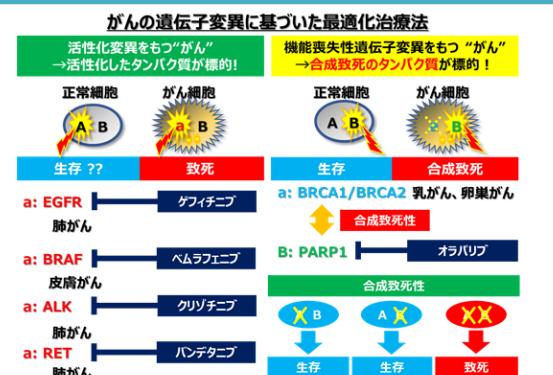 がんの遺伝子変異に基づいた最適化治療法
活性化変異をもつ“がん”
→活性化したタンパク質が標的!
正常細胞 がん細胞
A B a B
生存 ?? 致死
a: EGFR ゲフィチニブ
肺がん
a: BRAF ベムラフェニブ
皮膚がん
a: ALK クリゾチニブ
肺がん
a: RET バンデタニブ
肺がん
機能喪失性遺伝子変異をもつ “がん”
→合成致死のタンパク質が標的！
正常細胞 がん細胞
A B B
生存 合成致死
a: BRCA1/BRCA2 乳がん、卵巣がん
合成致死性
B: PARP1 オラパリブ
合成致死性
B A
生存 生存 致死